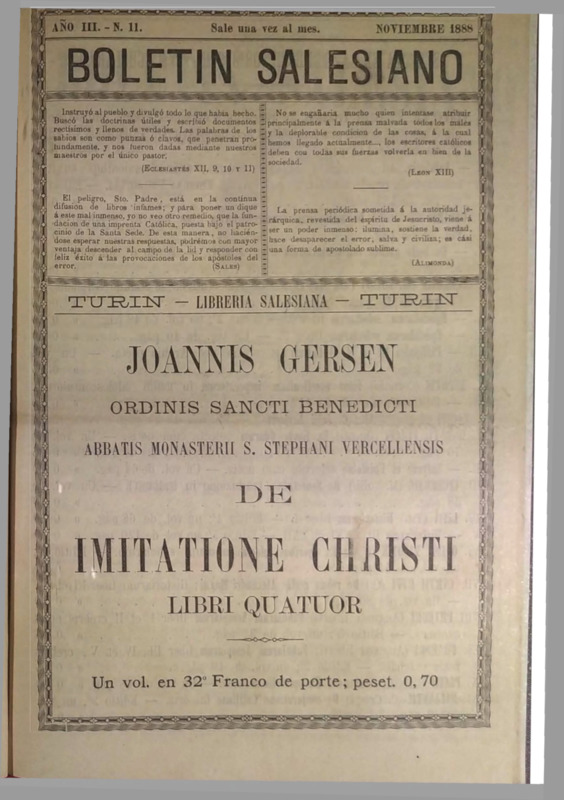 AÑO III. - N. 11. Sale una vez al mes. NOVIEMBRE 1888
BOLETIN SALESIANO
Instruyó al pueblo y divulgó todo lo que había hecho.
Buscó las doctrinas útiles y escribió documentos
rectísimos y llenos de verdades. Las palabras de los
sabios son como punzas ó clavos, que penetran pro-
fundamente, y nos fueron dadas mediante nuestros
maestros por el único pastor.
(ECLESIASTÉS XII, 9, 10 y 11)
El peligro, Sto. Padre, está en la continua
difusion de libros infames; y para poner un dique
á este mal inmenso, yo no veo otro remedio, que la fun-
dacion de una imprenta Católica, puesta bajo el patro-
cinio de la Santa Sede. De esta manera, no hacién-
dose esperar nuestras respuestas, podrémos con mayor
ventaja descender al campo de la lid y responder con
feliz éxito á las provocaciones de los apóstoles del
error. (SALES)
No se engañaría mucho quien intentase atribuir
principalmente á la prensa malvada todos los males
y la deplorable condicion de las cosas, á la cual
hemos llegado actualmente..., los escritores católicos
deben con todas sus fuerzas volverla en bien de la
sociedad.
(LEON XIII)
La prensa periódica sometida á la autoridad je-
rárquica, revestida del espíritu de Jesucristo, viene á
ser un poder inmenso: ilumina, sostiene la verdad,
hace desaparecer el error, salva y civiliza; es cási
una forma de apostolado sublime.
(ALIMONDA)
TURIN — LIBRERIA SALESIANA — TURIN
JOANNIS GERSEN
ORDINIS SANCTI BENEDICTI
ABBATIS MONASTERII S. STEPHANI VERCELLENSIS
DE
IMITATIONE CHRISTI
LIBRI QUATUOR
Un vol. en 32º Franco de porte; peset. 0,70